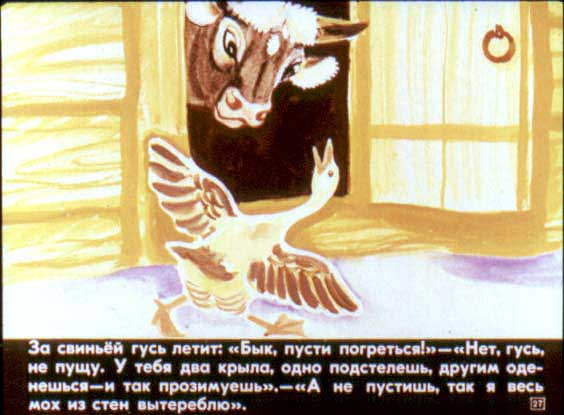 За свиньёй гусь летит: «Бык, пусти погреться!»—«Нет, гусь,
не пущу. У тебя два крыла, одно подстелешь, другим оде-
нешься—и так прозимуешь».—«А не пустишь, так я весь
мох из стен вытереблю».
27